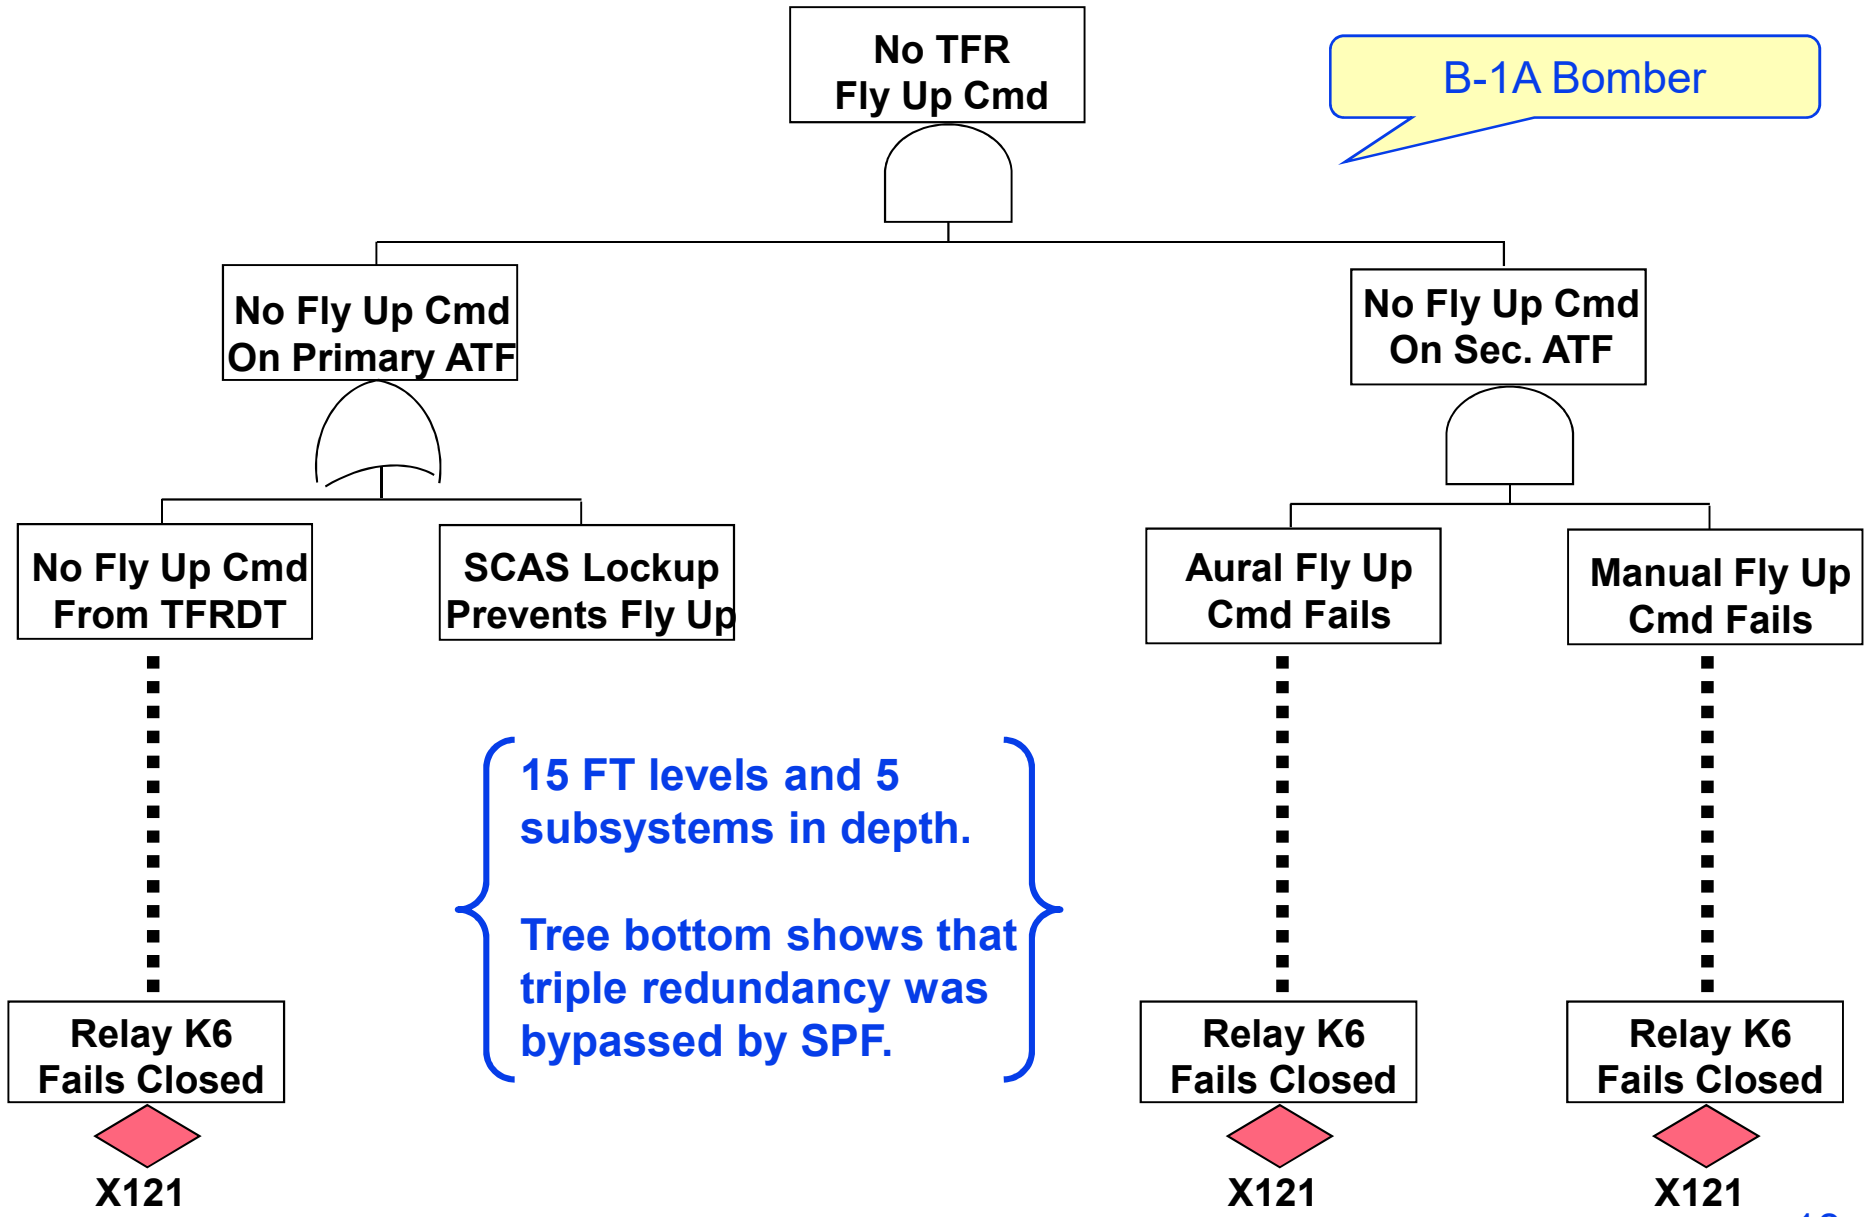 No TFR
Fly Up Cmd
B-1A Bomber
No Fly Up Cmd
On Primary ATF
No Fly Up Cmd
On Sec. ATF
No Fly Up Cmd
From TFRDT
SCAS Lockup
Prevents Fly Up
Aural Fly Up
Cmd Fails
Manual Fly Up
Cmd Fails
15 FT levels and 5
subsystems in depth.
Tree bottom shows that
triple redundancy was
bypassed by SPF.
Relay K6
Fails Closed
X121
Relay K6
Fails Closed
X121
Relay K6
Fails Closed
X121